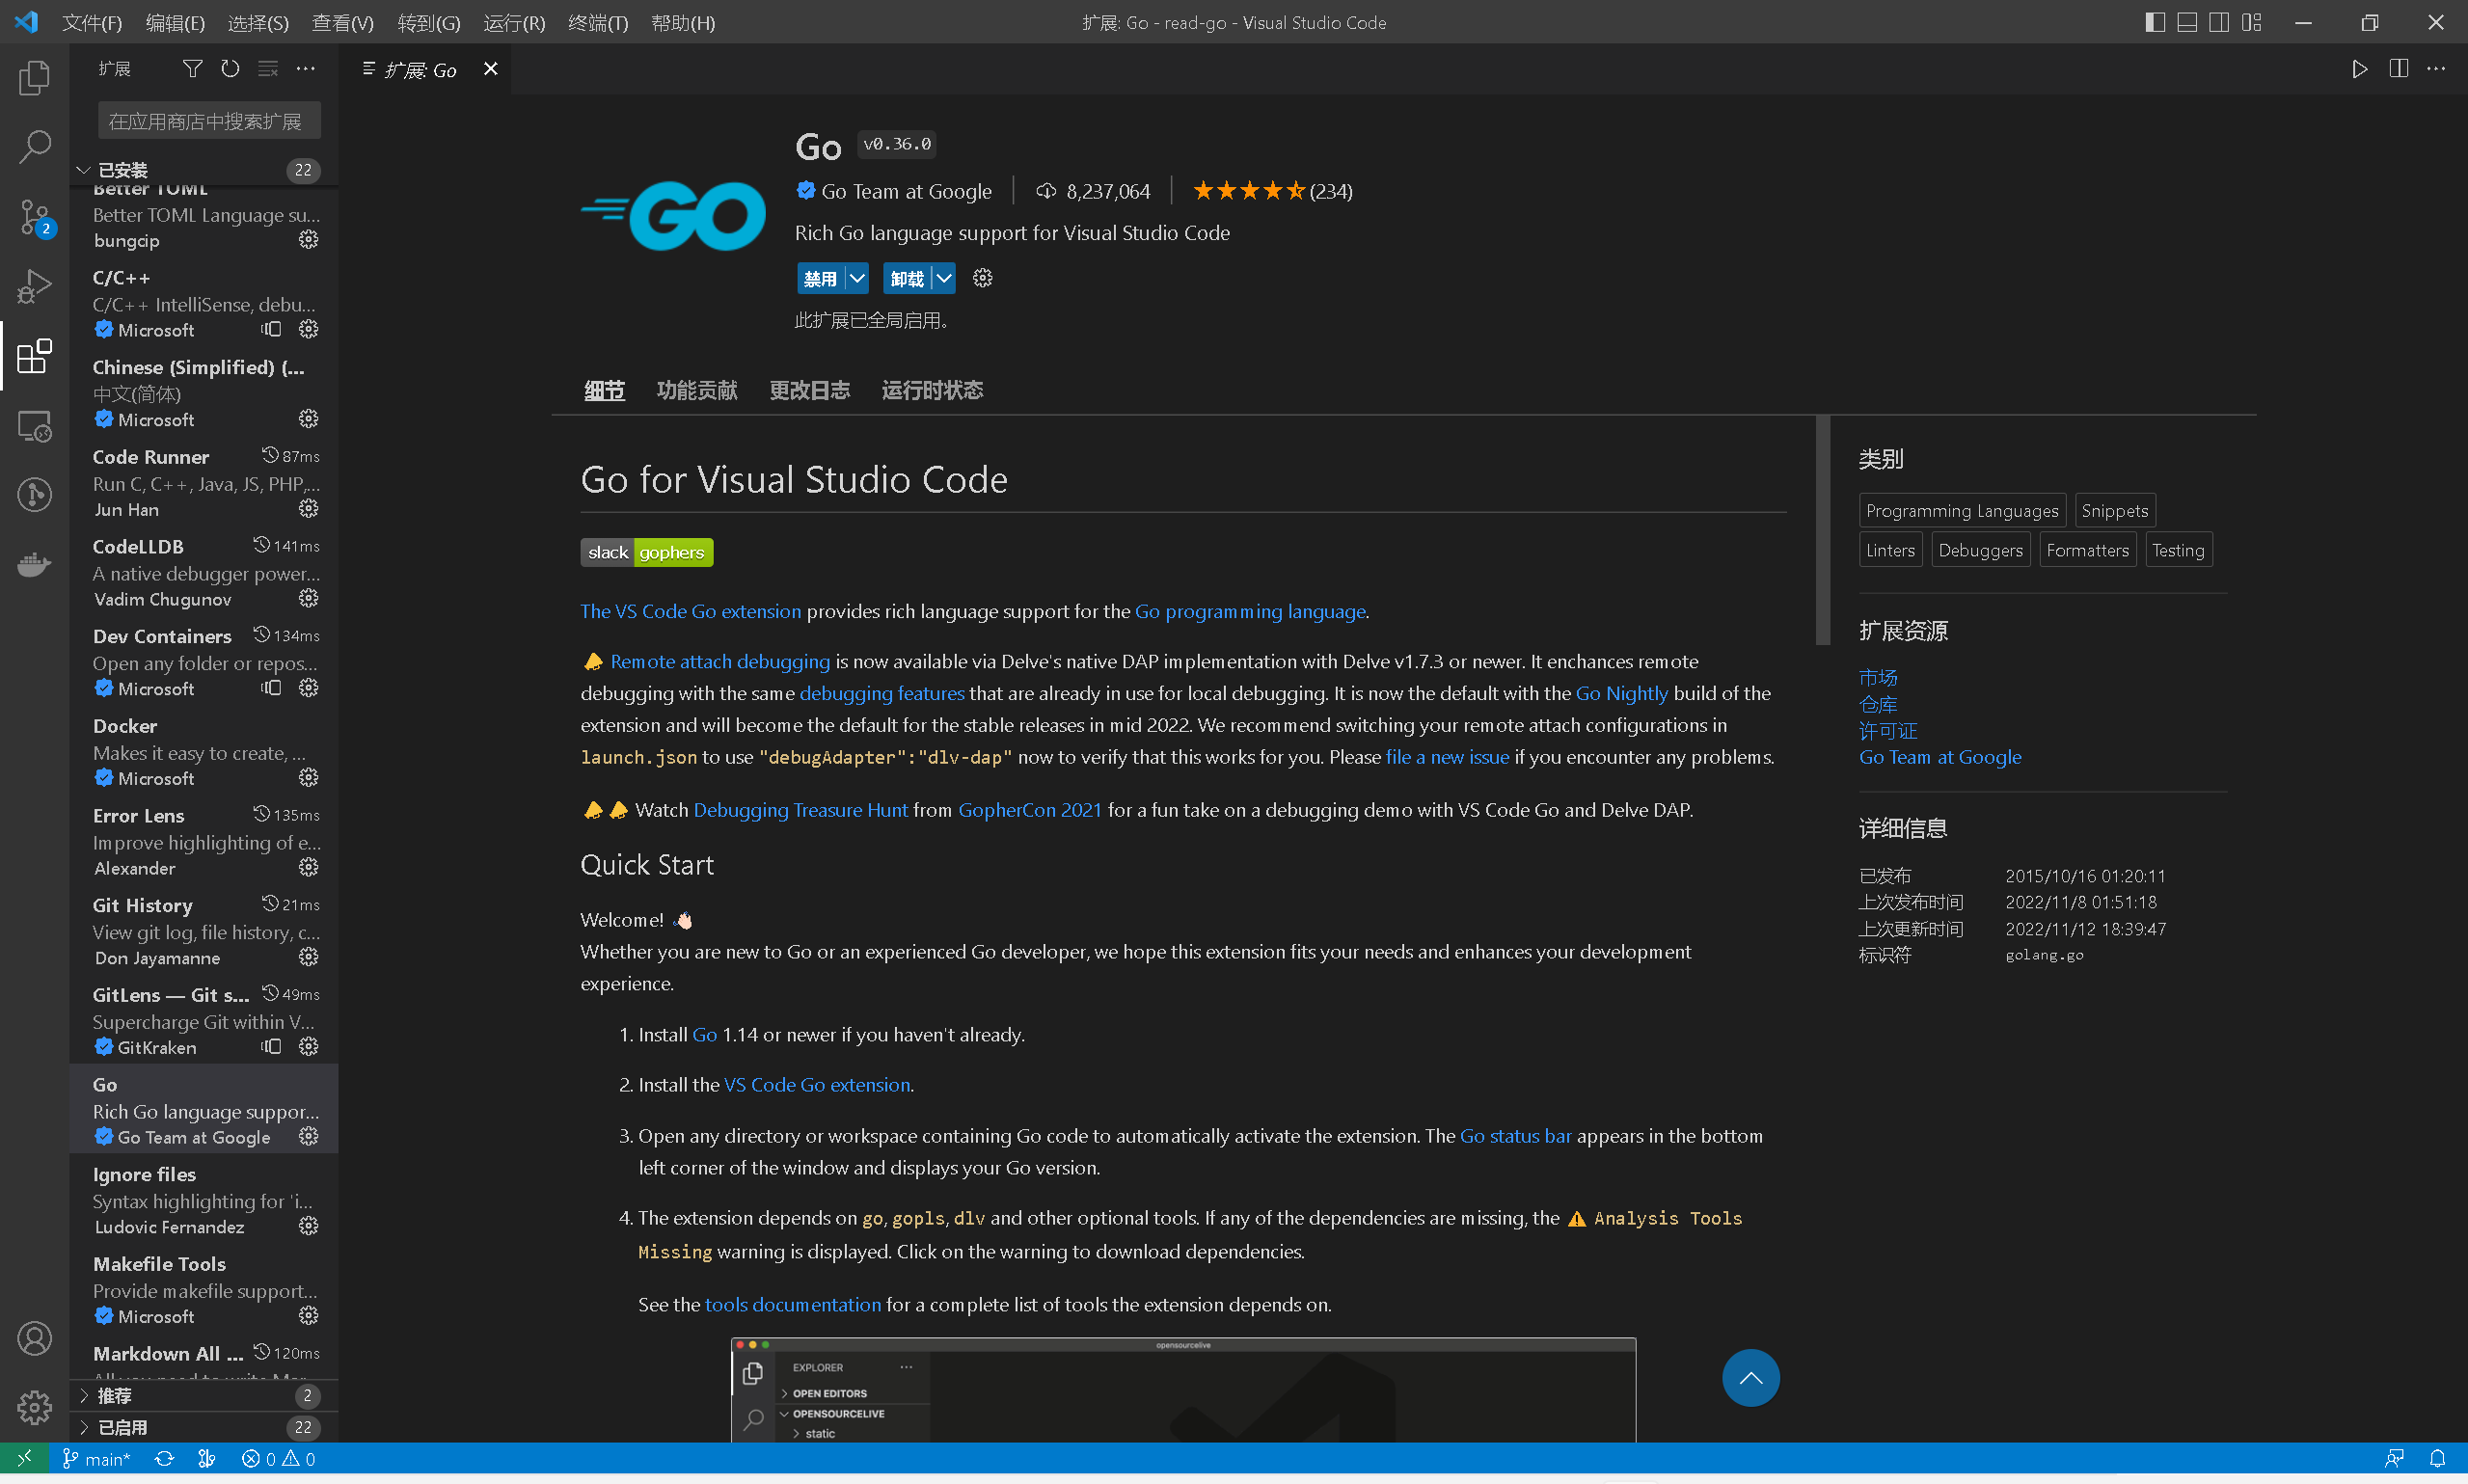 文件(F) 编辑(E) 选择(S) 查看(V) 转到(G) 运行(R) 终端(T) 帮助(H)
扩展: Go - read-go - Visual Studio Code
扩展
在应用商店中搜索扩展
已安装 22
Better TOML
Better TOML Language su...
bungcip
C/C++
C/C++ IntelliSense, debu...
Microsoft
Chinese (Simplified) (...
中文(简体)
Microsoft
Code Runner 87ms
Run C, C++, Java, JS, PHP,...
Jun Han
CodeLLDB 141ms
A native debugger power...
Vadim Chugunov
Dev Containers 134ms
Open any folder or repos...
Microsoft
Docker
Makes it easy to create, ...
Microsoft
Error Lens 135ms
Improve highlighting of e...
Alexander
Git History 21ms
View git log, file history, c...
Don Jayamanne
GitLens — Git s... 49ms
Supercharge Git within V...
GitKraken
Go
Rich Go language suppor...
Go Team at Google
Ignore files
Syntax highlighting for 'i...
Ludovic Fernandez
Makefile Tools
Provide makefile support...
Microsoft
Markdown All ... 120ms
推荐 2
已启用 22
2
扩展: Go
Go v0.36.0
GO
Go Team at Google 8,237,064 (234)
Rich Go language support for Visual Studio Code
禁用 卸载
此扩展已全局启用。
细节 功能贡献 更改日志 运行时状态
Go for Visual Studio Code
slack gophers
The VS Code Go extension provides rich language support for the Go programming language.
Remote attach debugging is now available via Delve's native DAP implementation with Delve v1.7.3 or newer. It enchances remote
debugging with the same debugging features that are already in use for local debugging. It is now the default with the Go Nightly build of the
extension and will become the default for the stable releases in mid 2022. We recommend switching your remote attach configurations in
launch.json to use "debugAdapter":"dlv-dap" now to verify that this works for you. Please file a new issue if you encounter any problems.
Watch Debugging Treasure Hunt from GopherCon 2021 for a fun take on a debugging demo with VS Code Go and Delve DAP.
Quick Start
Welcome! 👋🏻
Whether you are new to Go or an experienced Go developer, we hope this extension fits your needs and enhances your development
experience.
1. Install Go 1.14 or newer if you haven't already.
2. Install the VS Code Go extension.
3. Open any directory or workspace containing Go code to automatically activate the extension. The Go status bar appears in the bottom
left corner of the window and displays your Go version.
4. The extension depends on go, gopls, dlv and other optional tools. If any of the dependencies are missing, the ⚠ Analysis Tools
Missing warning is displayed. Click on the warning to download dependencies.
See the tools documentation for a complete list of tools the extension depends on.
opensourcelive
EXPLORER
OPEN EDITORS
OPENSOURCELIVE
static
类别
Programming Languages Snippets
Linters Debuggers Formatters Testing
扩展资源
市场
仓库
许可证
Go Team at Google
详细信息
已发布 2015/10/16 01:20:11
上次发布时间 2022/11/8 01:51:18
上次更新时间 2022/11/12 18:39:47
标识符 golang.go
main* 0 0